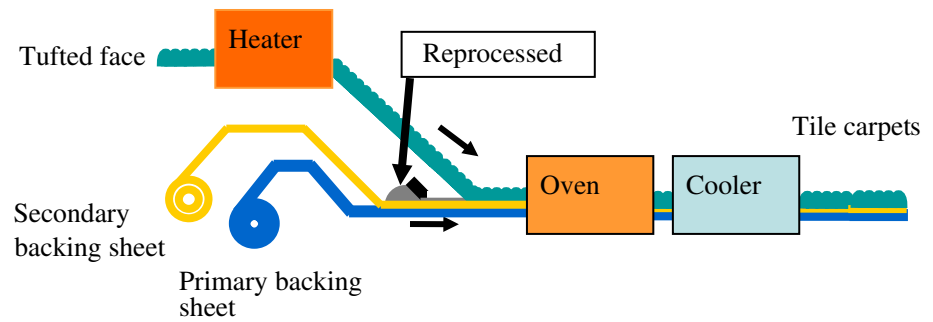 Heater
Tufted face
Reprocessed
Tile carpets
Oven
Cooler
Secondary
backing sheet
Primary backing
sheet